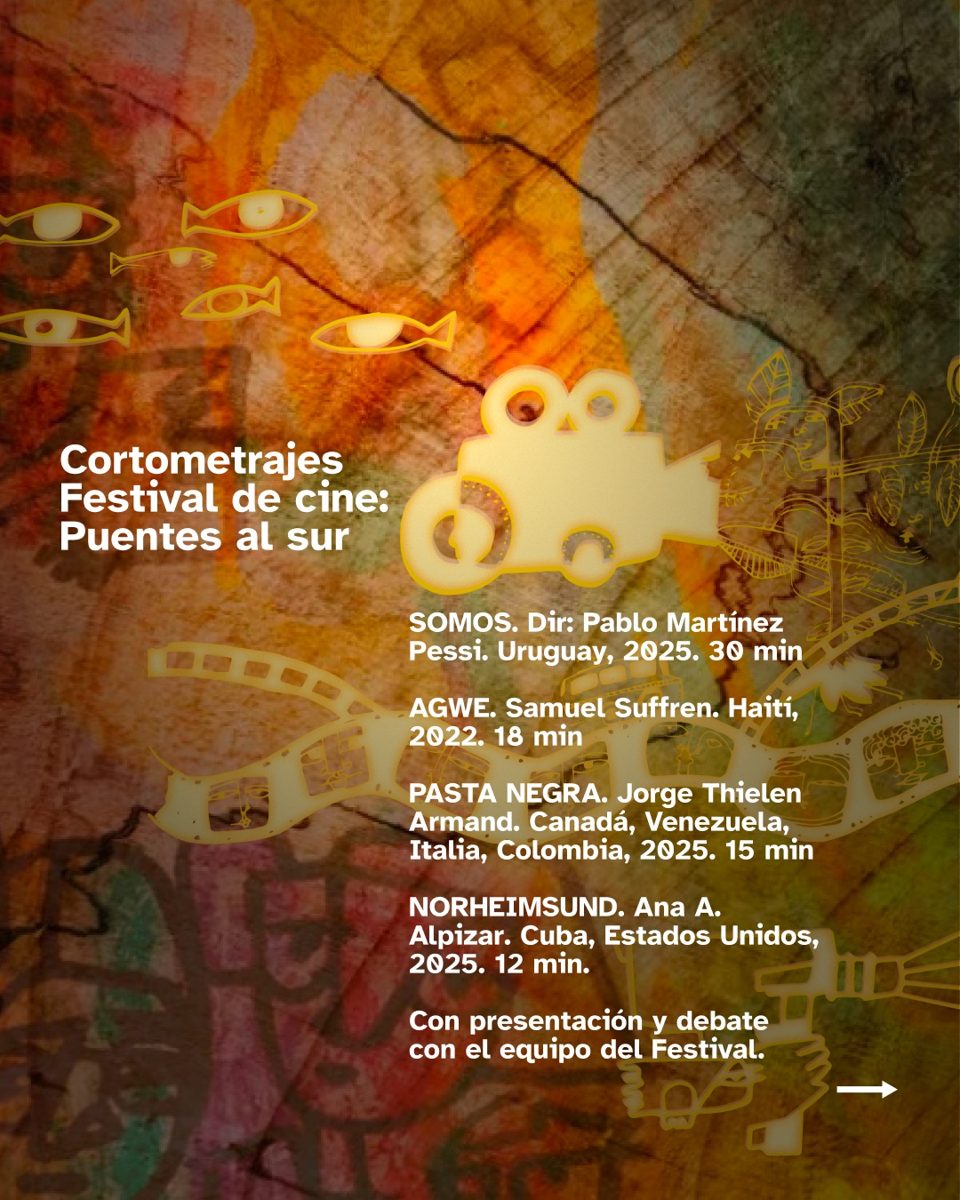 Cortometrajes
Festival de cine:
Puentes al sur
SOMOS. Dir: Pablo Martínez
Pessi. Uruguay, 2025. 30 min
AGWE. Samuel Suffren. Haití,
2022. 18 min
PASTA NEGRA. Jorge Thielen
Armand. Canadá, Venezuela,
Italia, Colombia, 2025. 15 min
NORHEIMSUND. Ana A.
Alpizar. Cuba, Estados Unidos,
2025. 12 min.
Con presentación y debate
con el equipo del Festival.